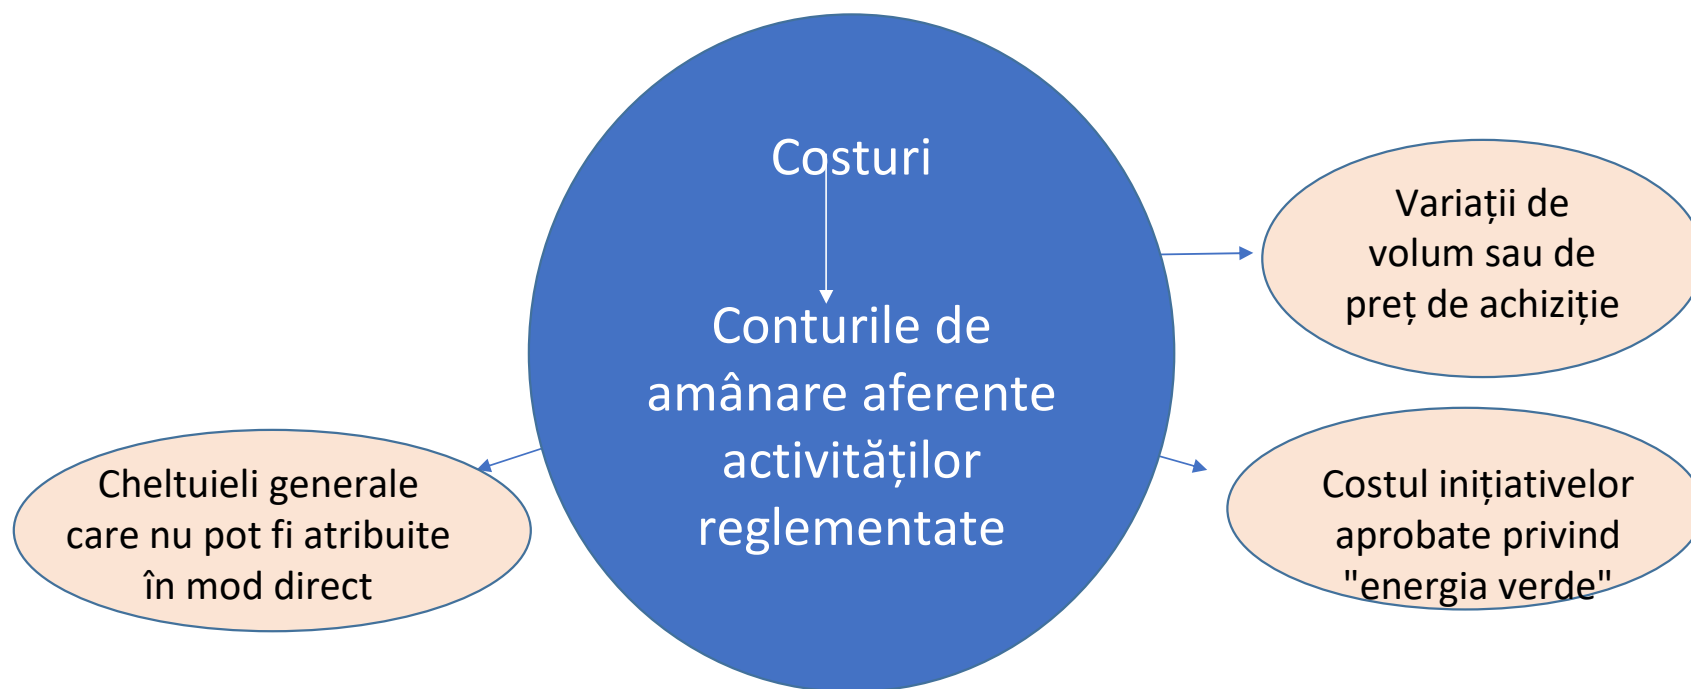 Costuri
Conturile de
amânare aferente
activităților
reglementate
Variații de
volum sau de
preț de achiziție
Costul inițiativelor
aprobate privind
"energia verde"
Cheltuieli generale
care nu pot fi atribuite
în mod direct